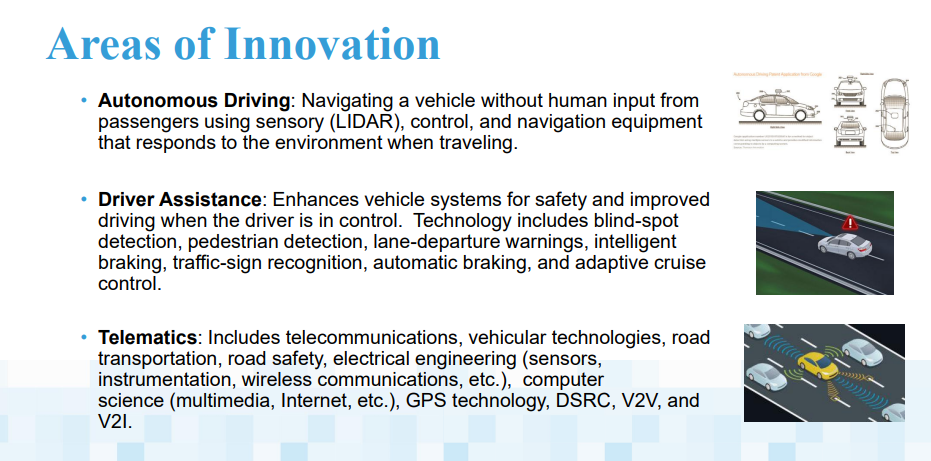 Areas of Innovation
• Autonomous Driving: Navigating a vehicle without human input from
passengers using sensory (LIDAR), control, and navigation equipment
that responds to the environment when traveling.
Autonomous Driving Patent Application from Google
• Driver Assistance: Enhances vehicle systems for safety and improved
driving when the driver is in control.  Technology includes blind-spot
detection, pedestrian detection, lane-departure warnings, intelligent
braking, traffic-sign recognition, automatic braking, and adaptive cruise
control.
• Telematics: Includes telecommunications, vehicular technologies, road
transportation, road safety, electrical engineering (sensors,
instrumentation, wireless communications, etc.),  computer
science (multimedia, Internet, etc.), GPS technology, DSRC, V2V, and
V2I.